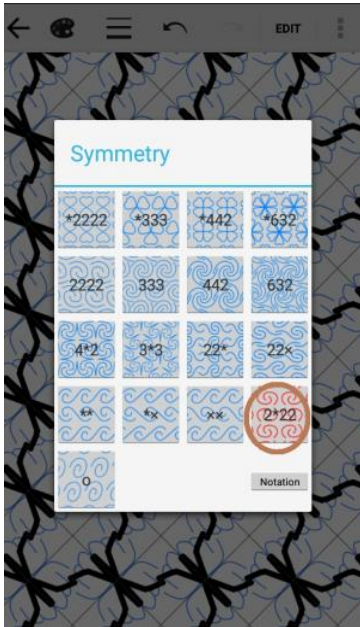 EDIT
Symmetry
*2222 *333 *442 *632
2222 333 442 632
4*2 3*3 22* 22×
** *× ×× 2*22
o
Notation